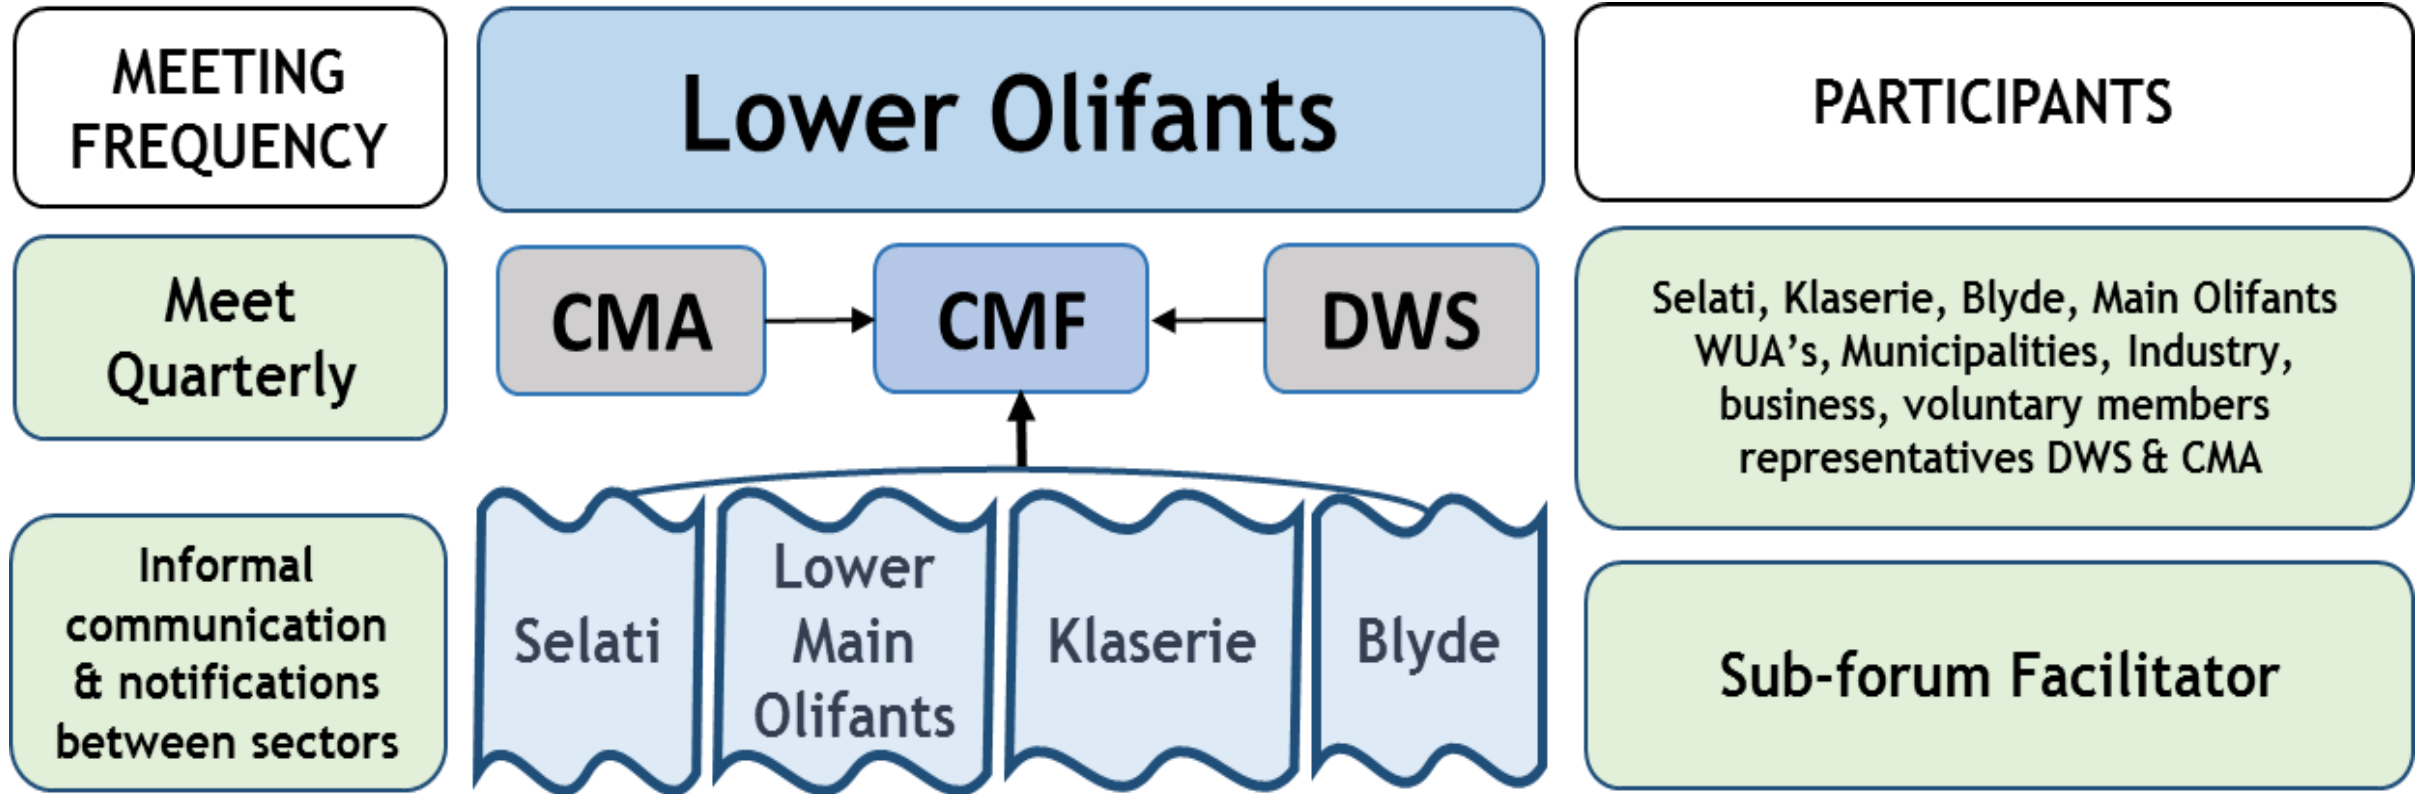 MEETING
FREQUENCY
Lower Olifants
PARTICIPANTS
Meet
Quarterly
CMA
CMF
DWS
Selati, Klaserie, Blyde, Main Olifants
WUA’s, Municipalities, Industry,
business, voluntary members
representatives DWS & CMA
Informal
communication
& notifications
between sectors
Selati
Lower
Main
Olifants
Klaserie
Blyde
Sub-forum Facilitator